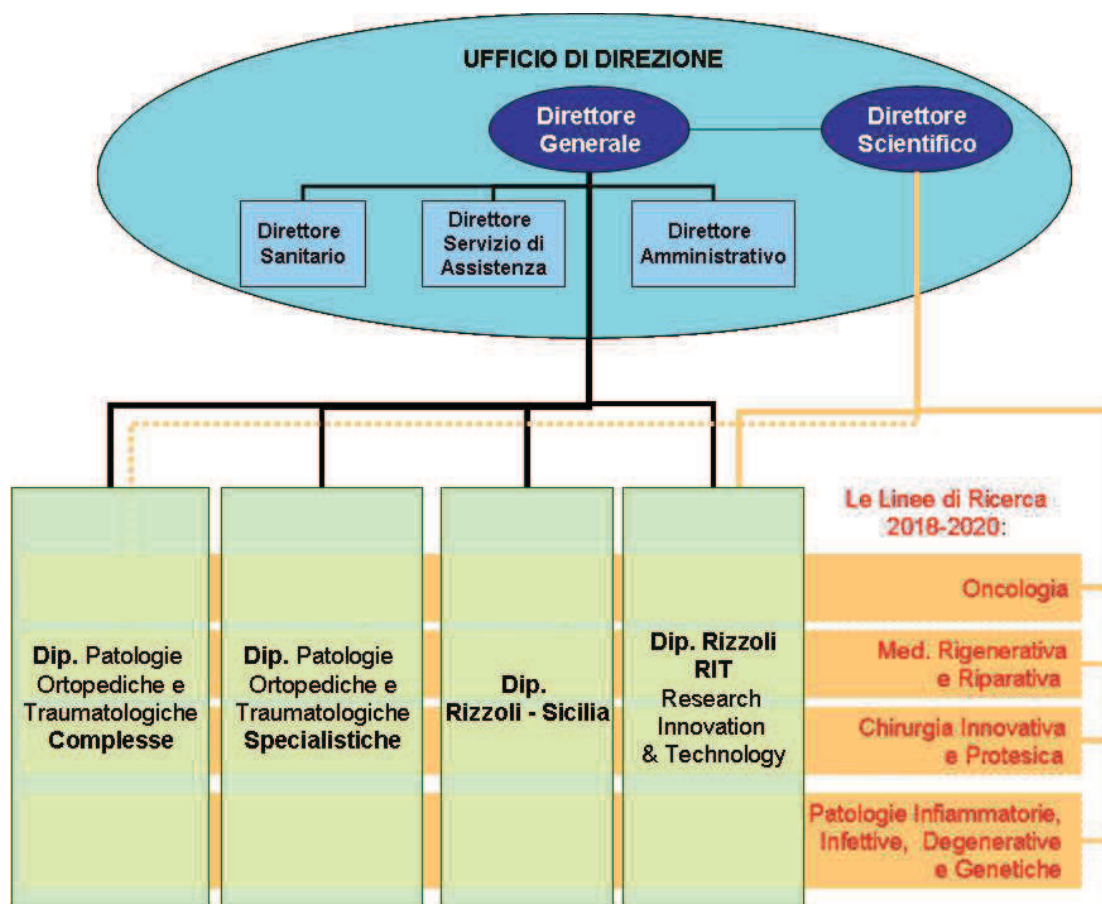 UFFICIO DI DIREZIONE
Direttore
Generale
Direttore
Scientifico
Direttore
Sanitario
Direttore
Servizio di
Assistenza
Direttore
Amministrativo
Le Linee di Ricerca
2018-2020:
Oncologia
Med. Rigenerativa
e Riparativa
Chirurgia Innovativa
e Protesica
Patologie Infiammatorie,
Infettive, Degenerative
e Genetiche
Dip. Patologie
Ortopediche e
Traumatologiche
Complesse
Dip. Patologie
Ortopediche e
Traumatologiche
Specialistiche
Dip.
Rizzoli - Sicilia
Dip. Rizzoli
RIT
Research
Innovation
& Technology